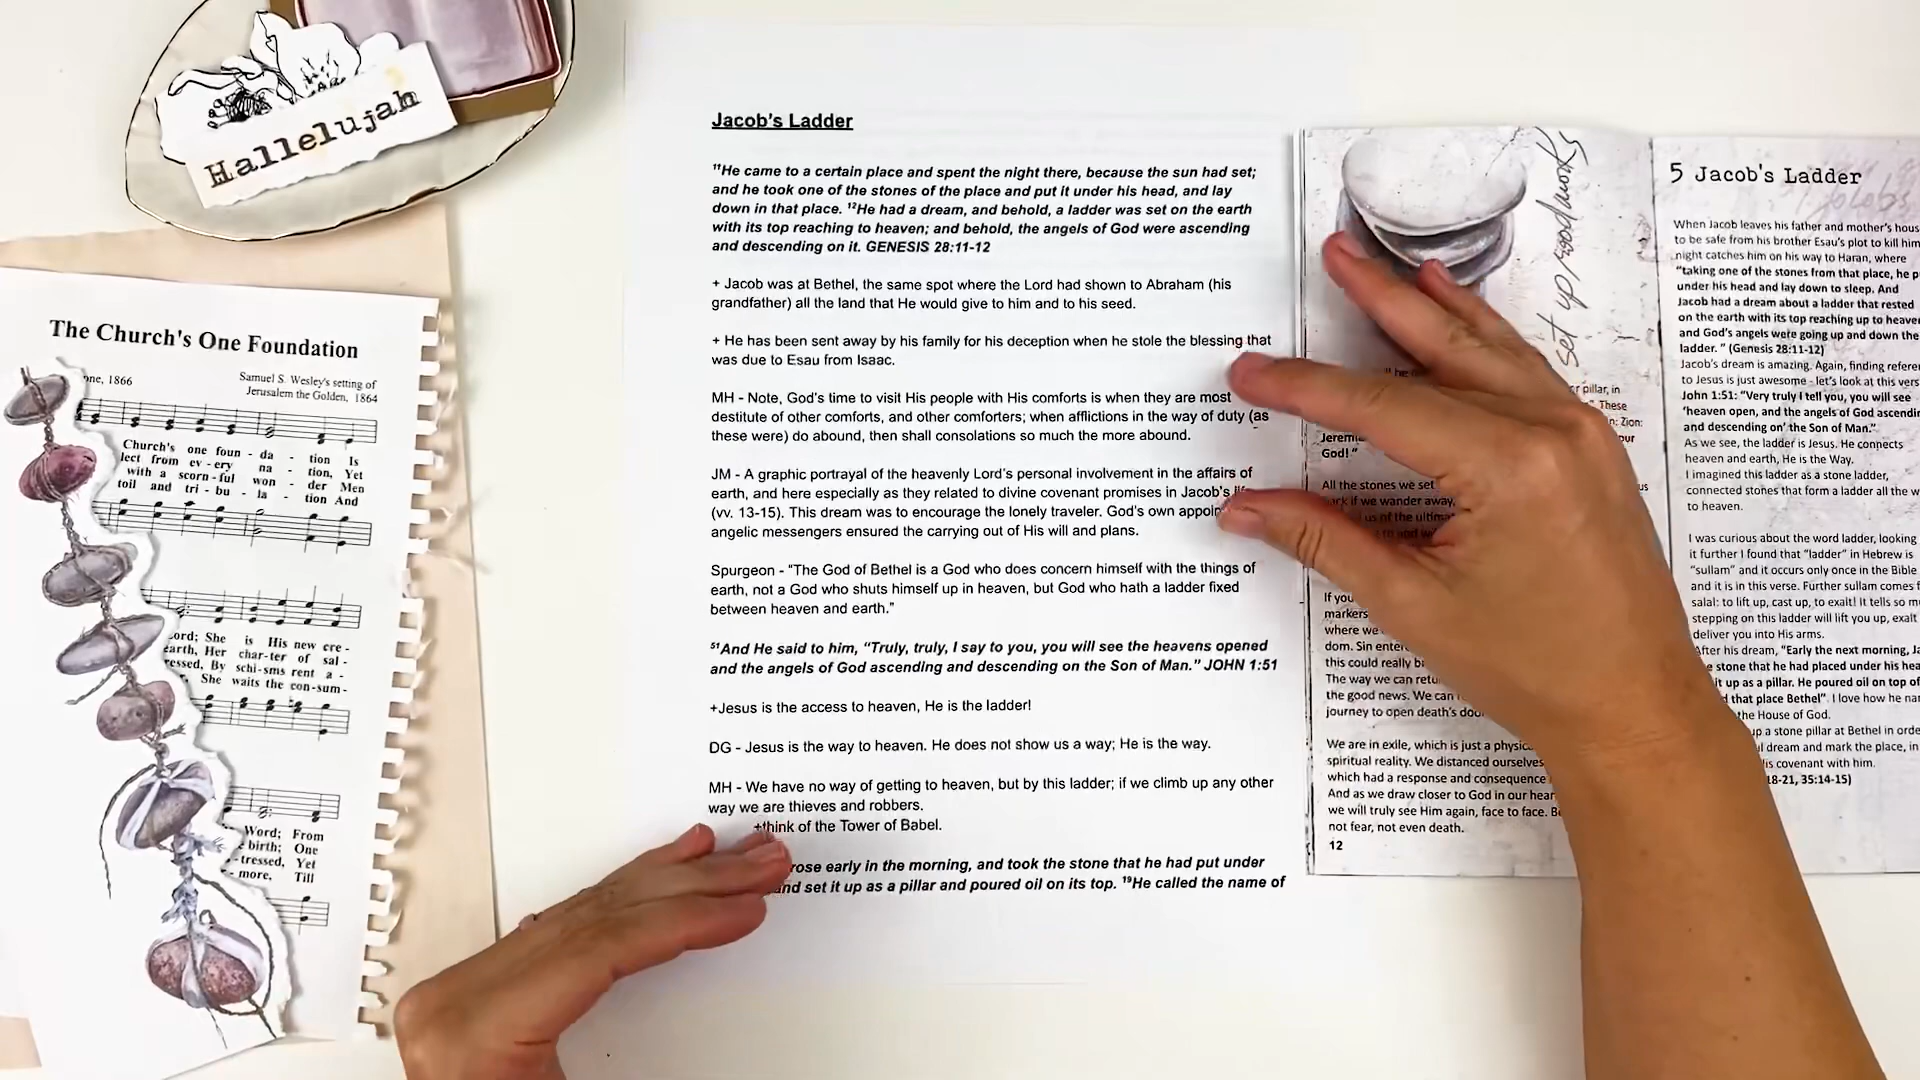 Hallelujah
The Church's One Foundation
one, 1866
Samuel S. Wesley's setting of
Jerusalem the Golden, 1864
Church's one foun - da - tion Is
lect from ev - ery na - tion, Yet
with a scorn - ful won - der Men
toil and tri - bu - la - tion And
ord; She is His new cre -
earth, Her char - ter of sal -
ressed, By schi - sms rent a -
She waits the con - sum -
Word; From
birth; One
tressed, Yet
more, Till
Jacob's Ladder
¹¹He came to a certain place and spent the night there, because the sun had set;
and he took one of the stones of the place and put it under his head, and lay
down in that place. ¹²He had a dream, and behold, a ladder was set on the earth
with its top reaching to heaven; and behold, the angels of God were ascending
and descending on it. GENESIS 28:11-12
+ Jacob was at Bethel, the same spot where the Lord had shown to Abraham (his
grandfather) all the land that He would give to him and to his seed.
+ He has been sent away by his family for his deception when he stole the blessing that
was due to Esau from Isaac.
MH - Note, God's time to visit His people with His comforts is when they are most
destitute of other comforts, and other comforters; when afflictions in the way of duty (as
these were) do abound, then shall consolations so much the more abound.
JM - A graphic portrayal of the heavenly Lord's personal involvement in the affairs of
earth, and here especially as they related to divine covenant promises in Jacob's
(vv. 13-15). This dream was to encourage the lonely traveler. God's own appoin
angelic messengers ensured the carrying out of His will and plans.
Spurgeon - "The God of Bethel is a God who does concern himself with the things of
earth, not a God who shuts himself up in heaven, but God who hath a ladder fixed
between heaven and earth."
⁵¹And He said to him, "Truly, truly, I say to you, you will see the heavens opened
and the angels of God ascending and descending on the Son of Man." JOHN 1:51
+Jesus is the access to heaven, He is the ladder!
DG - Jesus is the way to heaven. He does not show us a way; He is the way.
MH - We have no way of getting to heaven, but by this ladder; if we climb up any other
way we are thieves and robbers.
+think of the Tower of Babel.
rose early in the morning, and took the stone that he had put under
and set it up as a pillar and poured oil on its top. ¹⁹He called the name of
set up roadmarks
r pillar, in
These
n: Zion:
our
Jerem
God!"
All the stones we set
ck if we wander away,
us of the ultima
If you
markers
where we
dom. Sin ente
this could really b
The way we can retu
the good news. We can
journey to open death's doo
We are in exile, which is just a physic
spiritual reality. We distanced ourselves
which had a response and consequence
And as we draw closer to God in our hear
we will truly see Him again, face to face. B
not fear, not even death.
12
5 Jacob's Ladder
When Jacob leaves his father and mother's hous
to be safe from his brother Esau's plot to kill him
night catches him on his way to Haran, where
"taking one of the stones from that place, he p
under his head and lay down to sleep. And
Jacob had a dream about a ladder that rested
on the earth with its top reaching up to heave
and God's angels were going up and down the
ladder. " (Genesis 28:11-12)
Jacob's dream is amazing. Again, finding refere
to Jesus is just awesome - let's look at this vers
John 1:51: "Very truly I tell you, you will see
'heaven open, and the angels of God ascendin
and descending on' the Son of Man."
As we see, the ladder is Jesus. He connects
heaven and earth, He is the Way.
I imagined this ladder as a stone ladder,
connected stones that form a ladder all the w
to heaven.
I was curious about the word ladder, looking
it further I found that "ladder" in Hebrew is
"sullam" and it occurs only once in the Bible
and it is in this verse. Further sullam comes f
salal: to lift up, cast up, to exalt! It tells so m
stepping on this ladder will lift you up, exalt
deliver you into His arms.
After his dream, "Early the next morning, Ja
e stone that he had placed under his hea
it up as a pillar. He poured oil on top of
d that place Bethel". I love how he nar
the House of God.
up a stone pillar at Bethel in orde
l dream and mark the place, in
is covenant with him.
18-21, 35:14-15)